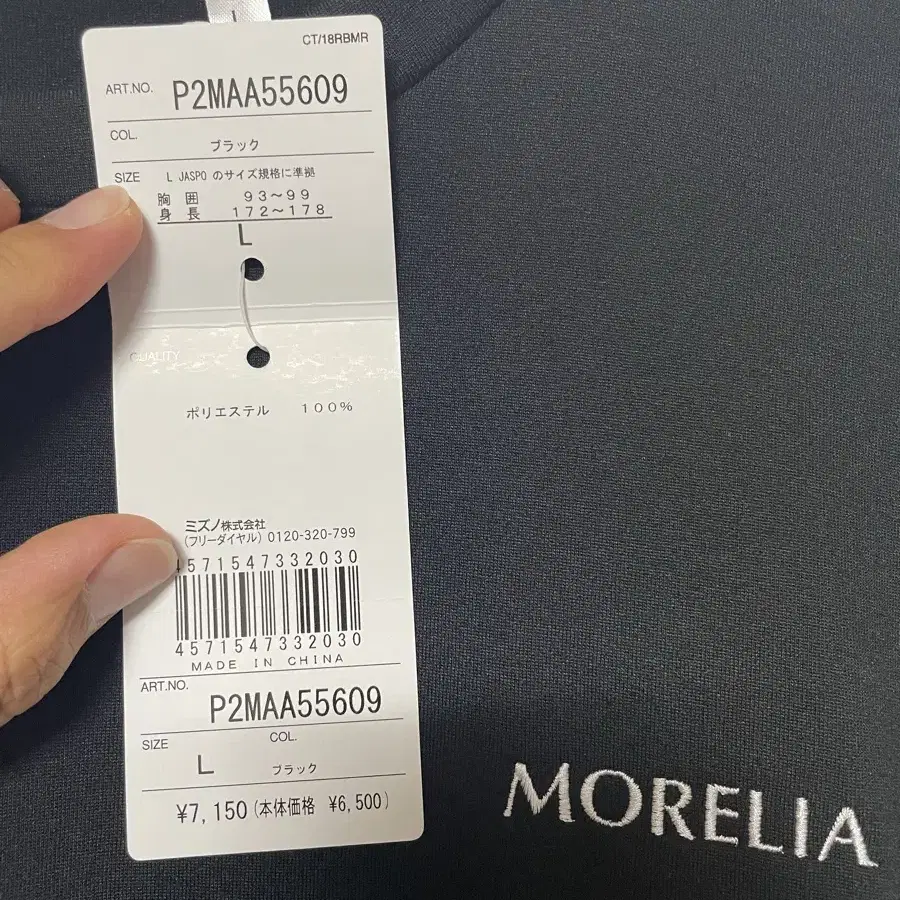 CT/18RBMR
ART.NO. P2MAA55609
COL.
ブラック
SIZE L JASPO のサイズ規格に準拠
胸 囲 93~99
身 長 172~178
L
QUALITY
ポリエステル 100%
ミズノ株式会社
(フリーダイヤル) 0120-320-799
4571547332030
4571547332030
MADE IN CHINA
ART.NO.
P2MAA55609
SIZE COL.
L ブラック
¥7,150 (本体価格 ¥6,500)
MORELIA